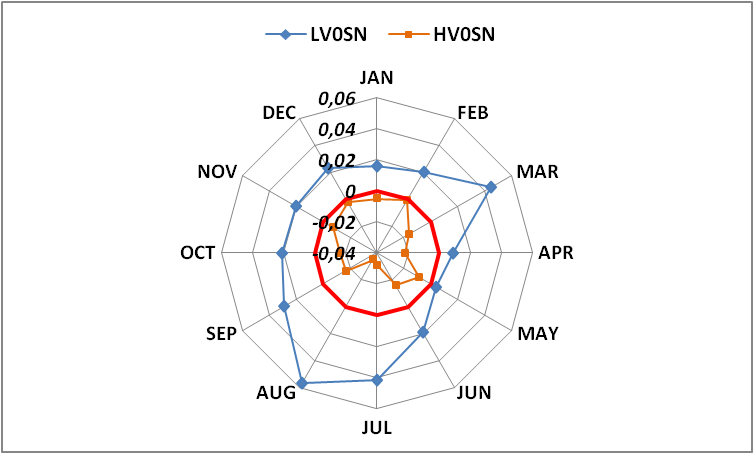 LV0SN HV0SN
JAN
FEB
MAR
APR
MAY
JUN
JUL
AUG
SEP
OCT
NOV
DEC
0,06
0,04
0,02
0
-0,02
-0,04